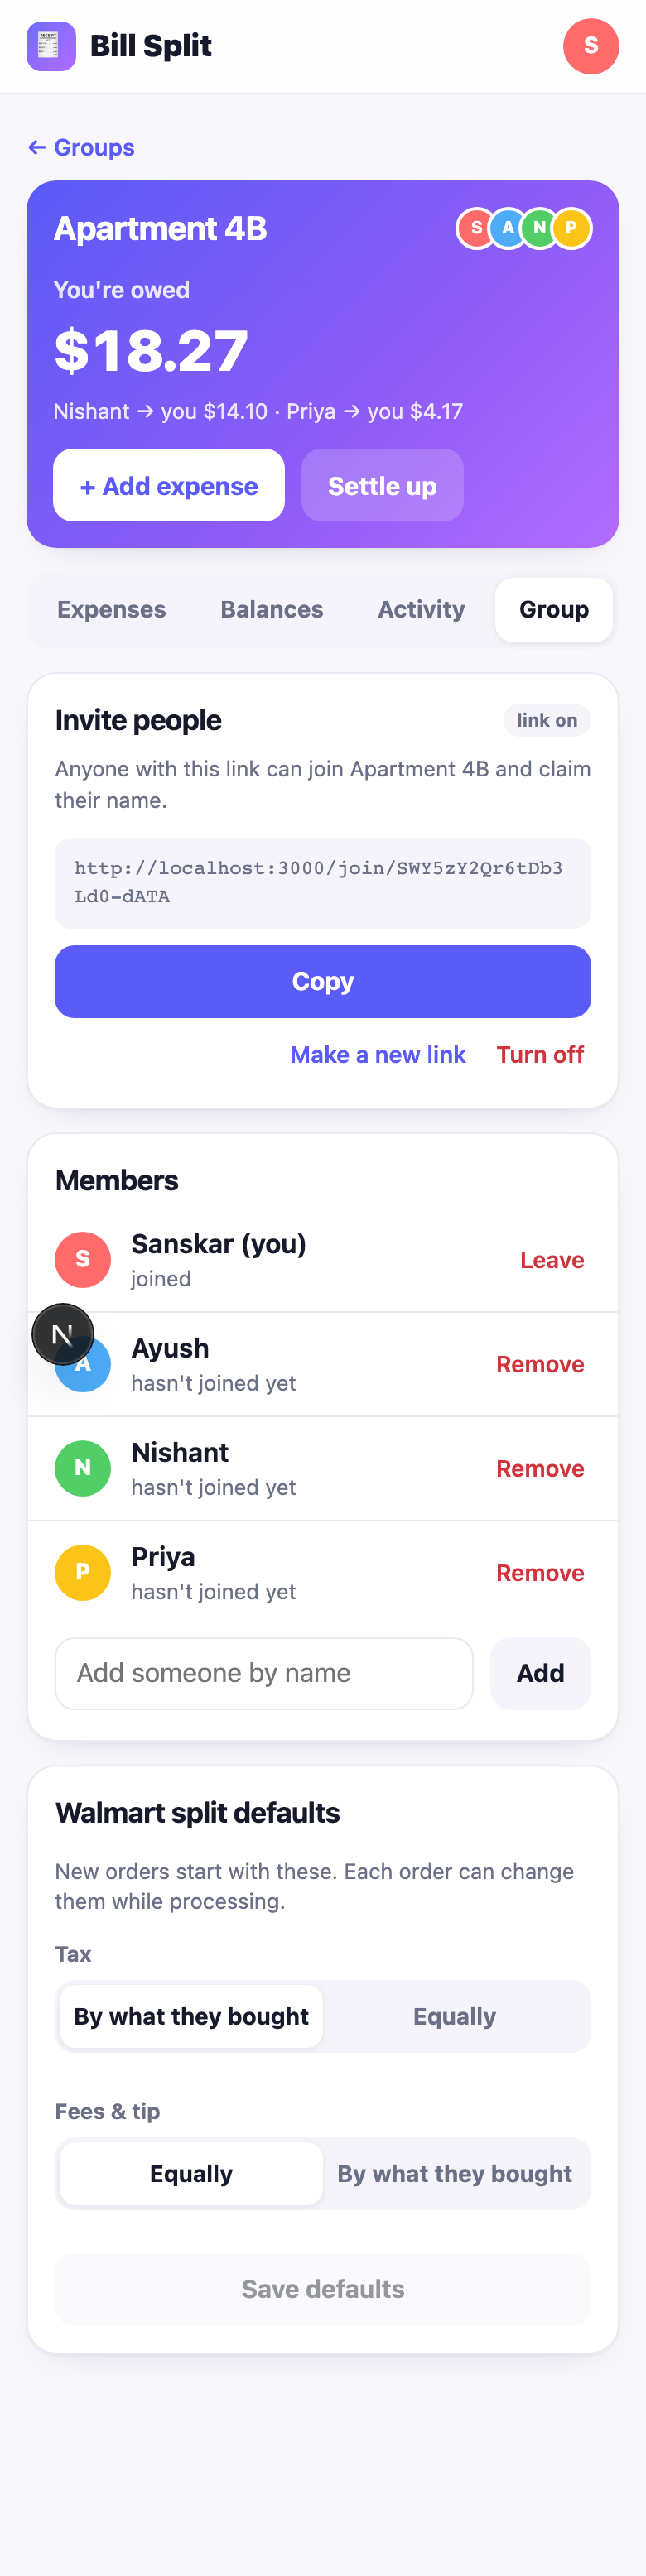 Bill Split
S
← Groups
Apartment 4B
S A N P
You're owed
$18.27
Nishant → you $14.10 · Priya → you $4.17
+ Add expense
Settle up
Expenses
Balances
Activity
Group
Invite people
link on
Anyone with this link can join Apartment 4B and claim
their name.
http://localhost:3000/join/SWY5zY2Qr6tDb3
Ld0-dATA
Copy
Make a new link
Turn off
Members
S
Sanskar (you)
joined
Leave
N
A
Ayush
hasn't joined yet
Remove
N
Nishant
hasn't joined yet
Remove
P
Priya
hasn't joined yet
Remove
Add someone by name
Add
Walmart split defaults
New orders start with these. Each order can change
them while processing.
Tax
By what they bought
Equally
Fees & tip
Equally
By what they bought
Save defaults